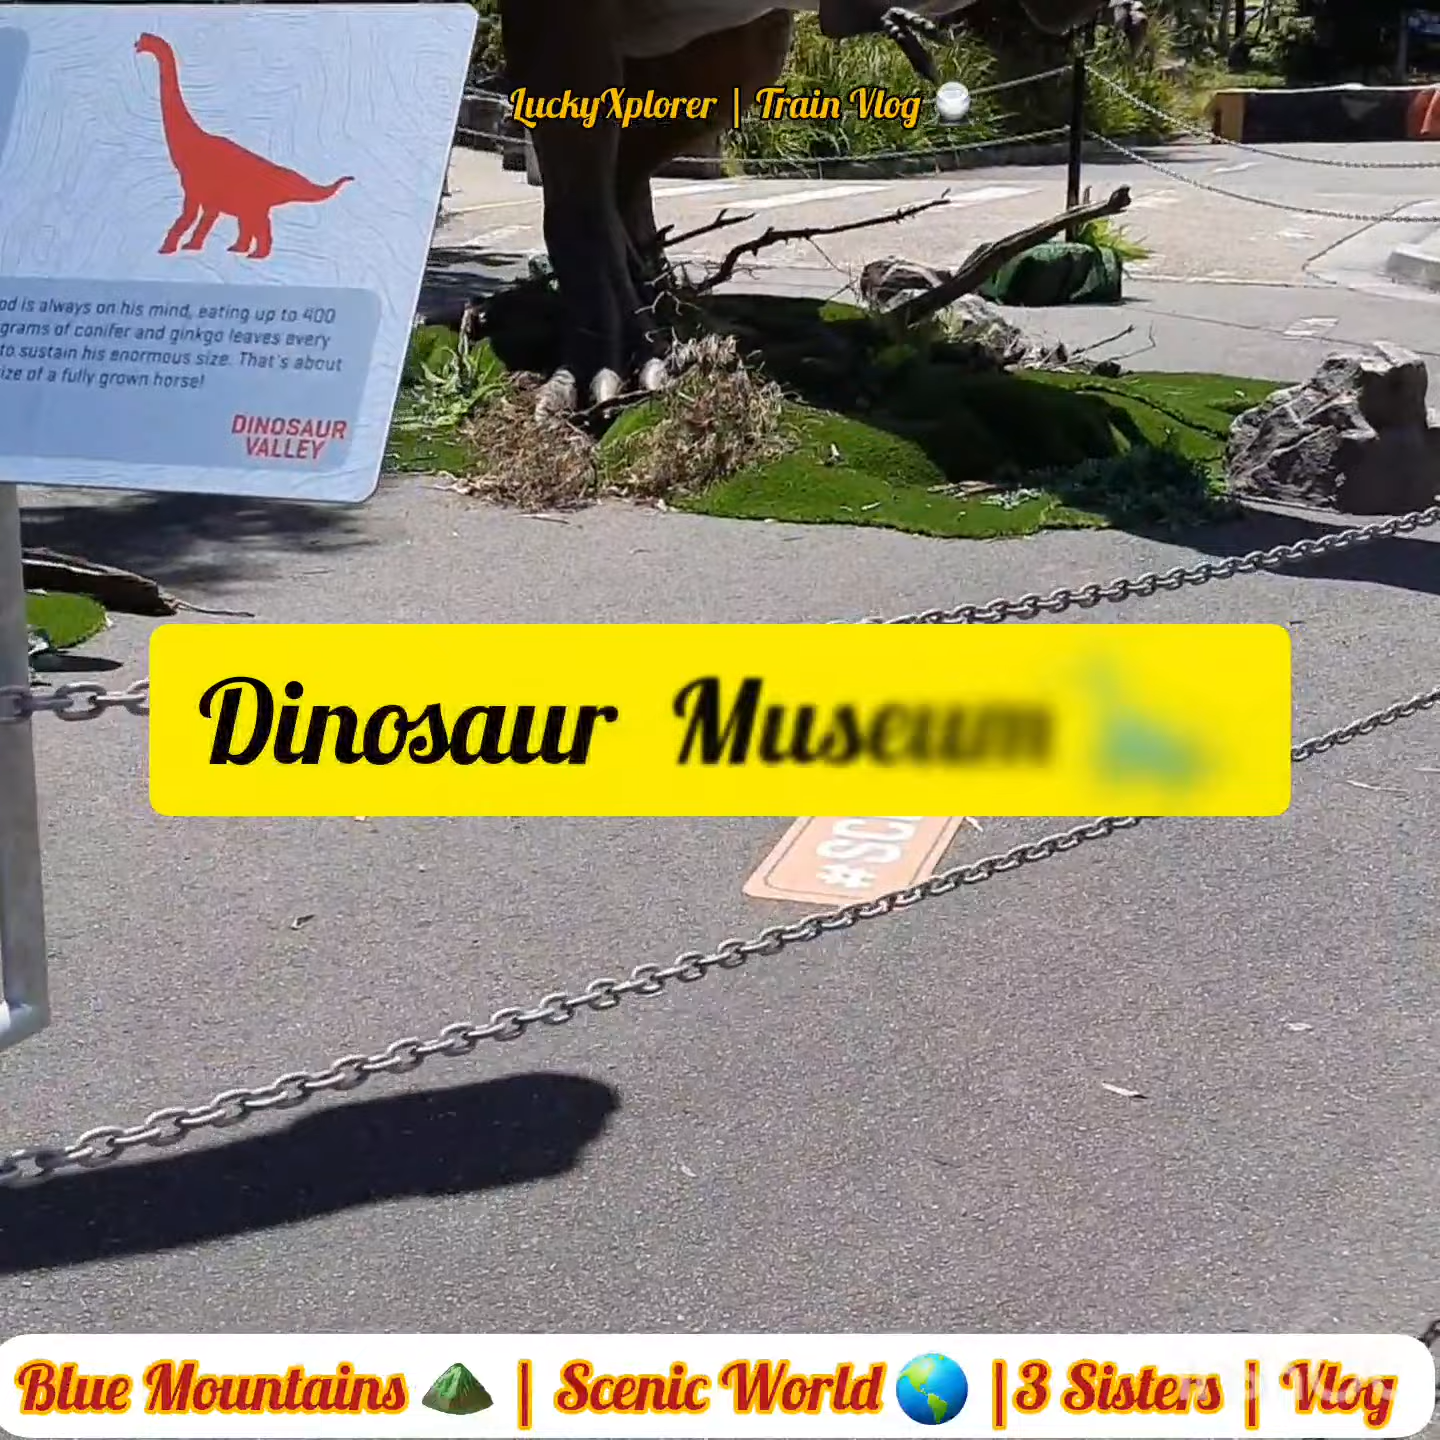 LuckyXplorer | Train Vlog
is always on his mind, eating up to 400
grams of conifer and ginkgo leaves every
to sustain his enormous size. That's about
of a fully grown horse!
DINOSAUR
VALLEY
Dinosaur Museum 🦕
#SC
Blue Mountains ⛰️ | Scenic World 🌎 | 3 Sisters | Vlog